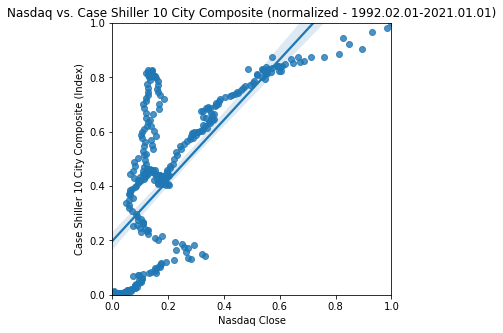 Nasdaq vs. Case Shiller 10 City Composite (normalized - 1992.02.01-2021.01.01)
1.0
0.8
0.6
0.4
0.2
0.0
Case Shiller 10 City Composite (Index)
0.0 0.2 0.4 0.6 0.8 1.0
Nasdaq Close